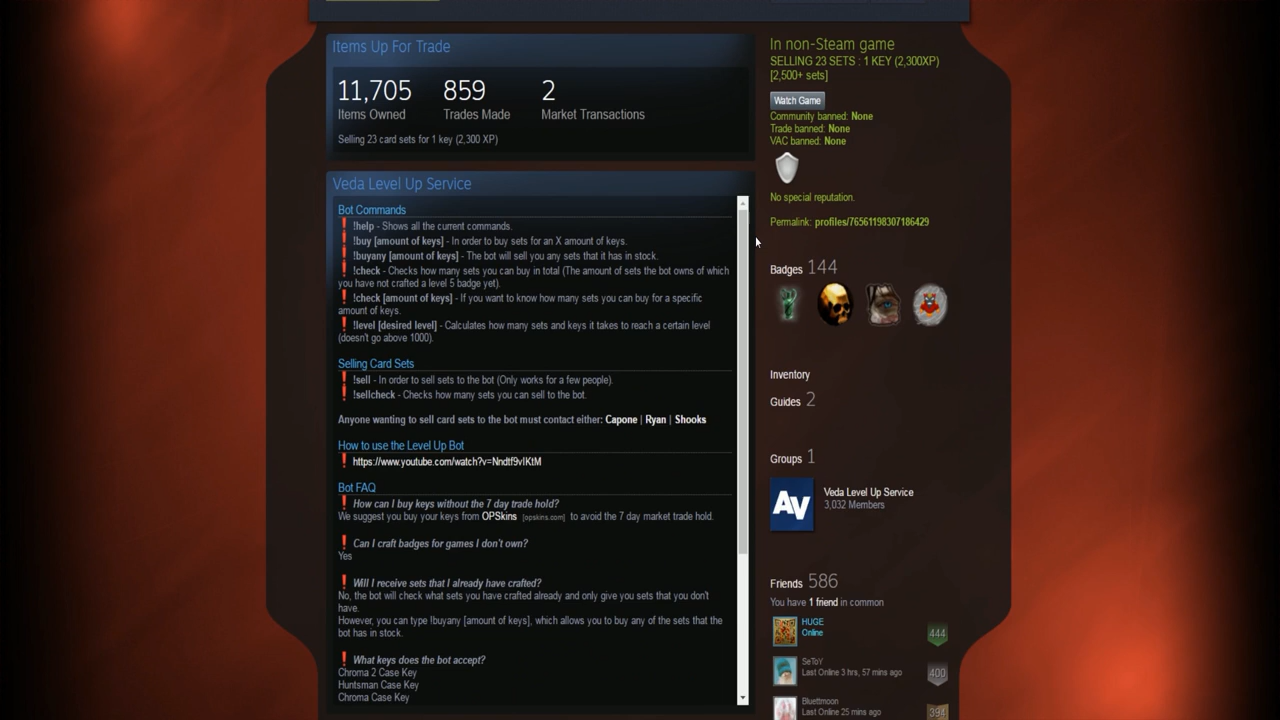 Items Up For Trade
11,705 859 2
Items Owned Trades Made Market Transactions
Selling 23 card sets for 1 key (2,300 XP)
Veda Level Up Service
Bot Commands
!help - Shows all the current commands.
!buy [amount of keys] - In order to buy sets for an X amount of keys.
!buyany [amount of keys] - The bot will sell you any sets that it has in stock.
!check - Checks how many sets you can buy in total (The amount of sets the bot owns of which
you have not crafted a level 5 badge yet).
!check [amount of keys] - If you want to know how many sets you can buy for a specific
amount of keys.
!level [desired level] - Calculates how many sets and keys it takes to reach a certain level
(doesn't go above 1000).
Selling Card Sets
!sell - In order to sell sets to the bot (Only works for a few people).
!sellcheck - Checks how many sets you can sell to the bot.
Anyone wanting to sell card sets to the bot must contact either: Capone | Ryan | Shooks
How to use the Level Up Bot
https://www.youtube.com/watch?v=Nndtf9vIKtM
Bot FAQ
How can I buy keys without the 7 day trade hold?
We suggest you buy your keys from OPSkins [opskins.com] to avoid the 7 day market trade hold.
Can I craft badges for games I don't own?
Yes
Will I receive sets that I already have crafted?
No, the bot will check what sets you have crafted already and only give you sets that you don't
have.
However, you can type !buyany [amount of keys], which allows you to buy any of the sets that the
bot has in stock.
What keys does the bot accept?
Chroma 2 Case Key
Huntsman Case Key
Chroma Case Key
In non-Steam game
SELLING 23 SETS : 1 KEY (2,300XP)
[2,500+ sets]
Watch Game
Community banned: None
Trade banned: None
VAC banned: None
No special reputation.
Permalink: profiles/76561198307186429
Badges 144
Inventory
Guides 2
Groups 1
AV
Veda Level Up Service
3,032 Members
Friends 586
You have 1 friend in common
HUGE
Online
444
SeToY
Last Online 3 hrs, 57 mins ago
400
Bluettmoon
Last Online 25 mins ago
394